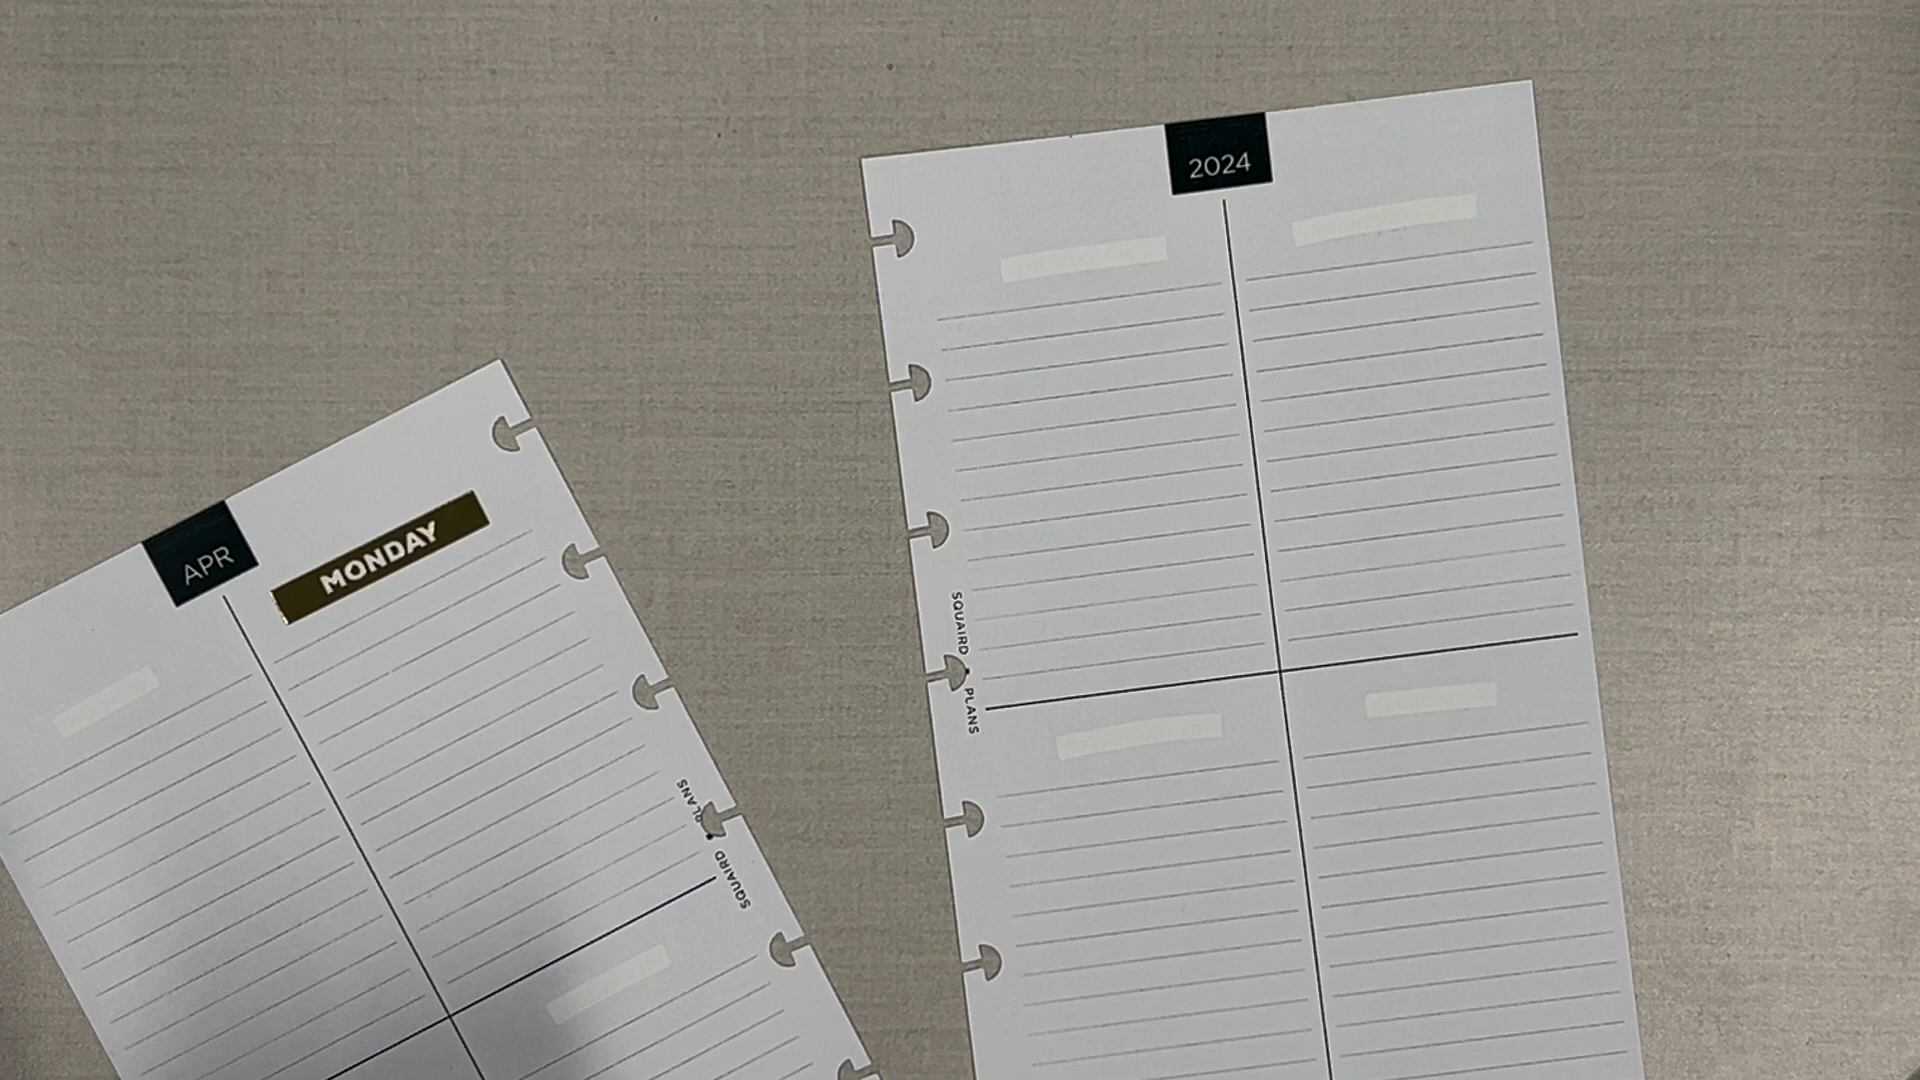 APR
MONDAY
SQUAIRD • PLANS
2024
SQUAIRD • PLANS